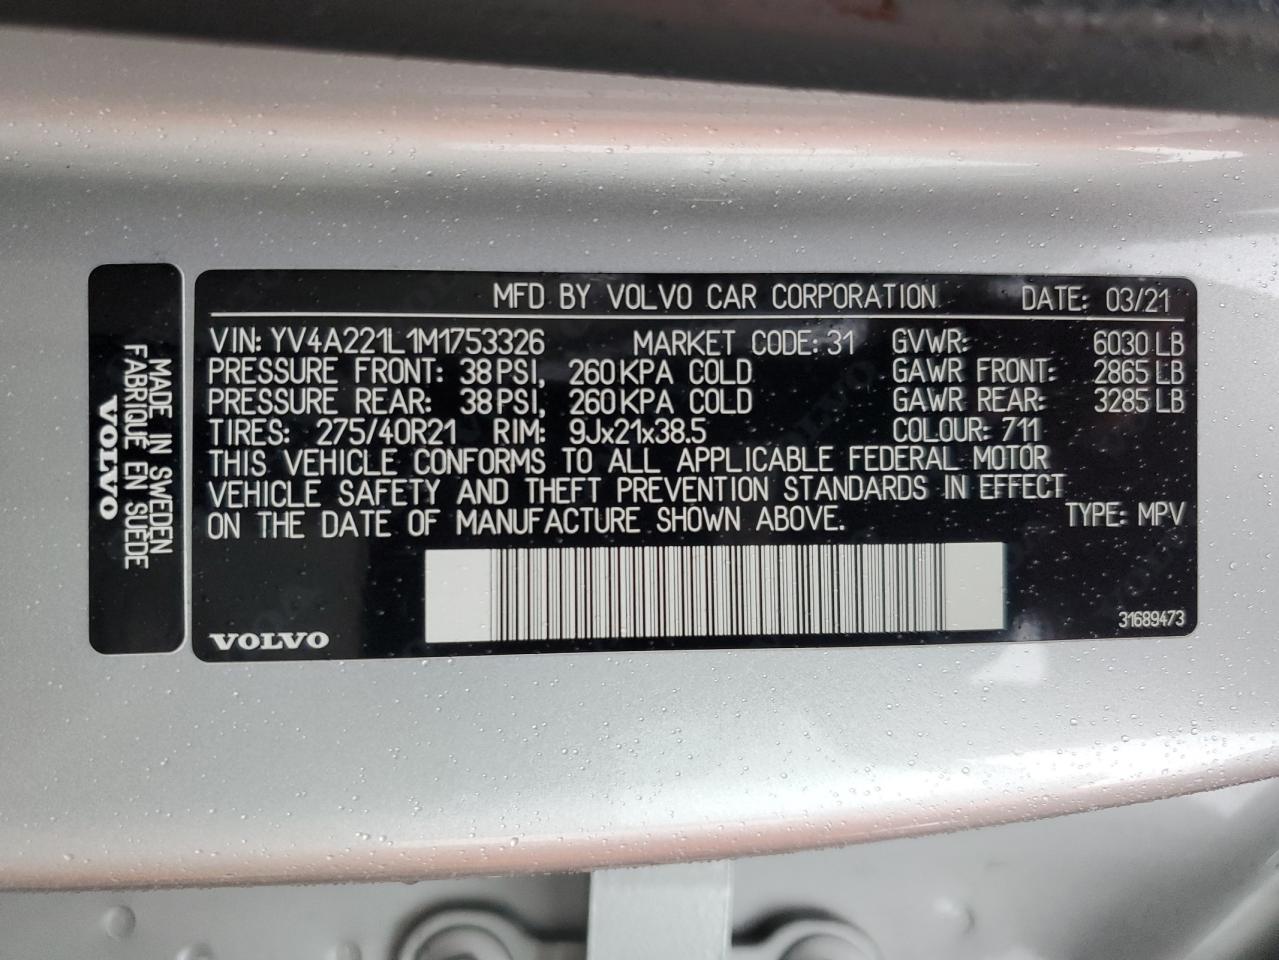 MADE IN SWEDEN
FABRIQUE EN SUÈDE
VOLVO
MFD BY VOLVO CAR CORPORATION DATE: 03/21
VIN: YV4A221L1M1753326 MARKET CODE: 31 GVWR: 6030 LB
PRESSURE FRONT: 38 PSI, 260 KPA COLD GAWR FRONT: 2865 LB
PRESSURE REAR: 38 PSI, 260 KPA COLD GAWR REAR: 3285 LB
TIRES: 275/40R21 RIM: 9Jx21x38.5 COLOUR: 711
THIS VEHICLE CONFORMS TO ALL APPLICABLE FEDERAL MOTOR
VEHICLE SAFETY AND THEFT PREVENTION STANDARDS IN EFFECT
ON THE DATE OF MANUFACTURE SHOWN ABOVE. TYPE: MPV
VOLVO
31689473